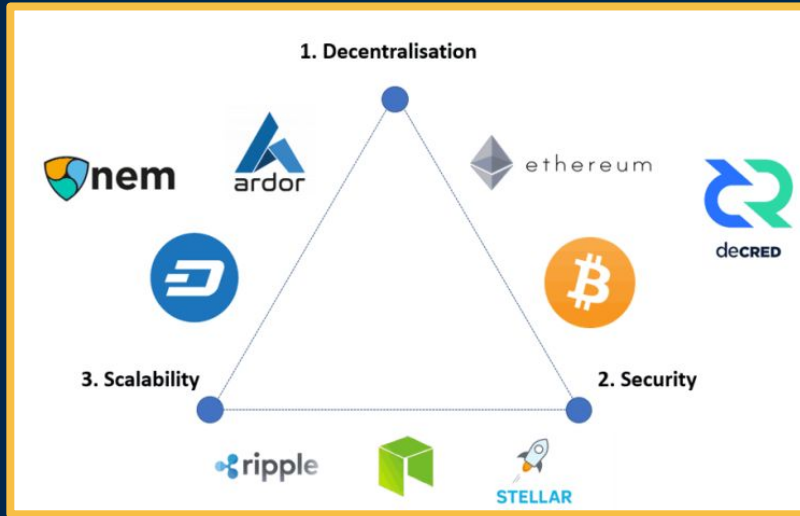 1. Decentralisation
nem
ardor
ethereum
decRED
3. Scalability
2. Security
ripple
STELLAR